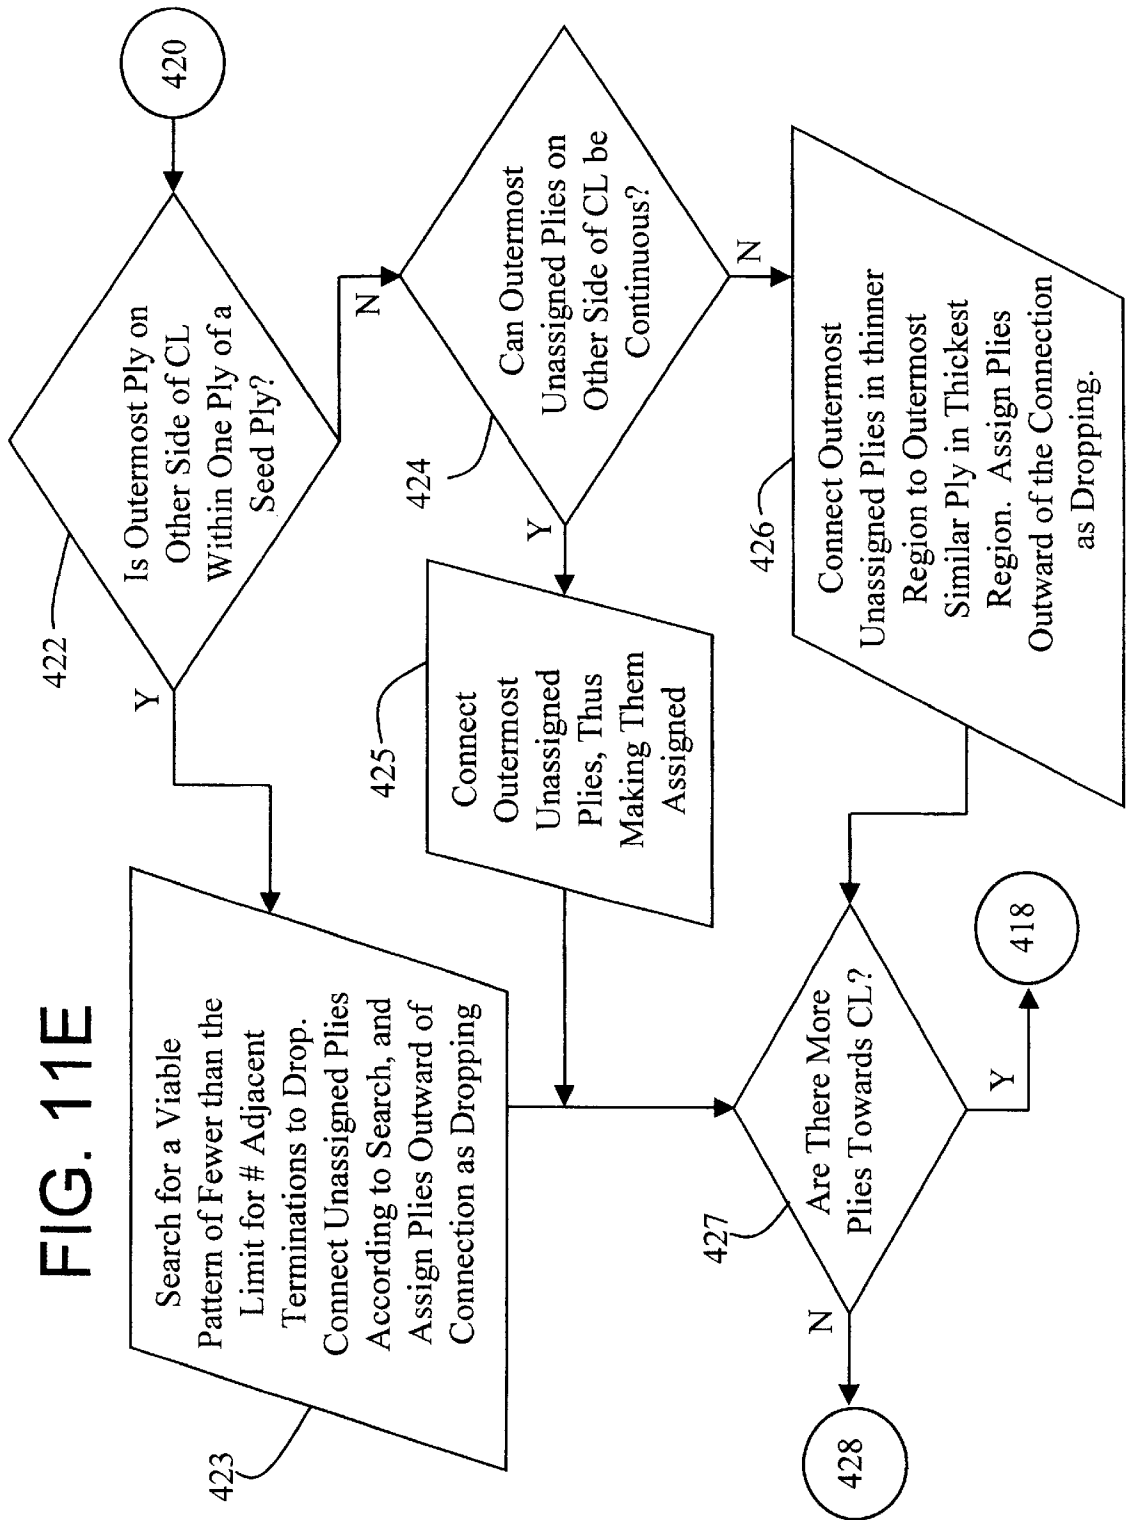 FIG. 11E
420
Is Outermost Ply on
Other Side of CL
Within One Ply of a
Seed Ply?
422
Y
N
Search for a Viable
Pattern of Fewer than the
Limit for # Adjacent
Terminations to Drop.
Connect Unassigned Plies
According to Search, and
Assign Plies Outward of
Connection as Dropping
423
Can Outermost
Unassigned Plies on
Other Side of CL be
Continuous?
424
Y
N
Connect
Outermost
Unassigned
Plies, Thus
Making Them
Assigned
425
Connect Outermost
Unassigned Plies in thinner
Region to Outermost
Similar Ply in Thickest
Region. Assign Plies
Outward of the Connection
as Dropping.
426
Are There More
Plies Towards CL?
427
N
Y
428
418